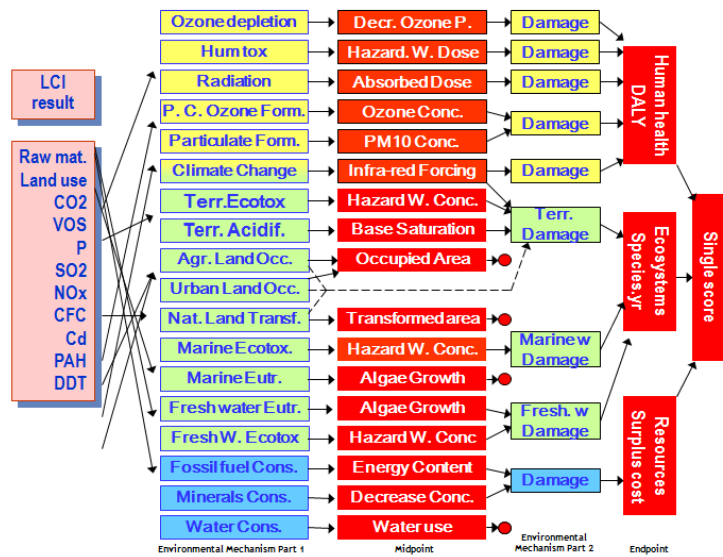 LCI
result
Raw mat.
Land use
CO2
VOS
P
SO2
NOx
CFC
Cd
PAH
DDT
Ozone depletion
Hum tox
Radiation
P. C. Ozone Form.
Particulate Form.
Climate Change
Terr.Ecotox
Terr. Acidif.
Agr. Land Occ.
Urban Land Occ.
Nat. Land Transf.
Marine Ecotox.
Marine Eutr.
Fresh water Eutr.
Fresh W. Ecotox
Fossil fuel Cons.
Minerals Cons.
Water Cons.
Environmental Mechanism Part 1
Decr. Ozone P.
Hazard. W. Dose
Absorbed Dose
Ozone Conc.
PM10 Conc.
Infra-red Forcing
Hazard W. Conc.
Base Saturation
Occupied Area
Transformed area
Hazard W. Conc.
Algae Growth
Algae Growth
Hazard W. Conc
Energy Content
Decrease Conc.
Water use
Midpoint
Damage
Damage
Damage
Damage
Damage
Terr.
Damage
Marine w
Damage
Fresh. w
Damage
Damage
Environmental
Mechanism Part 2
Human health
DALY
Ecosystems
Species.yr
Resources
Surplus cost
Endpoint
Single score